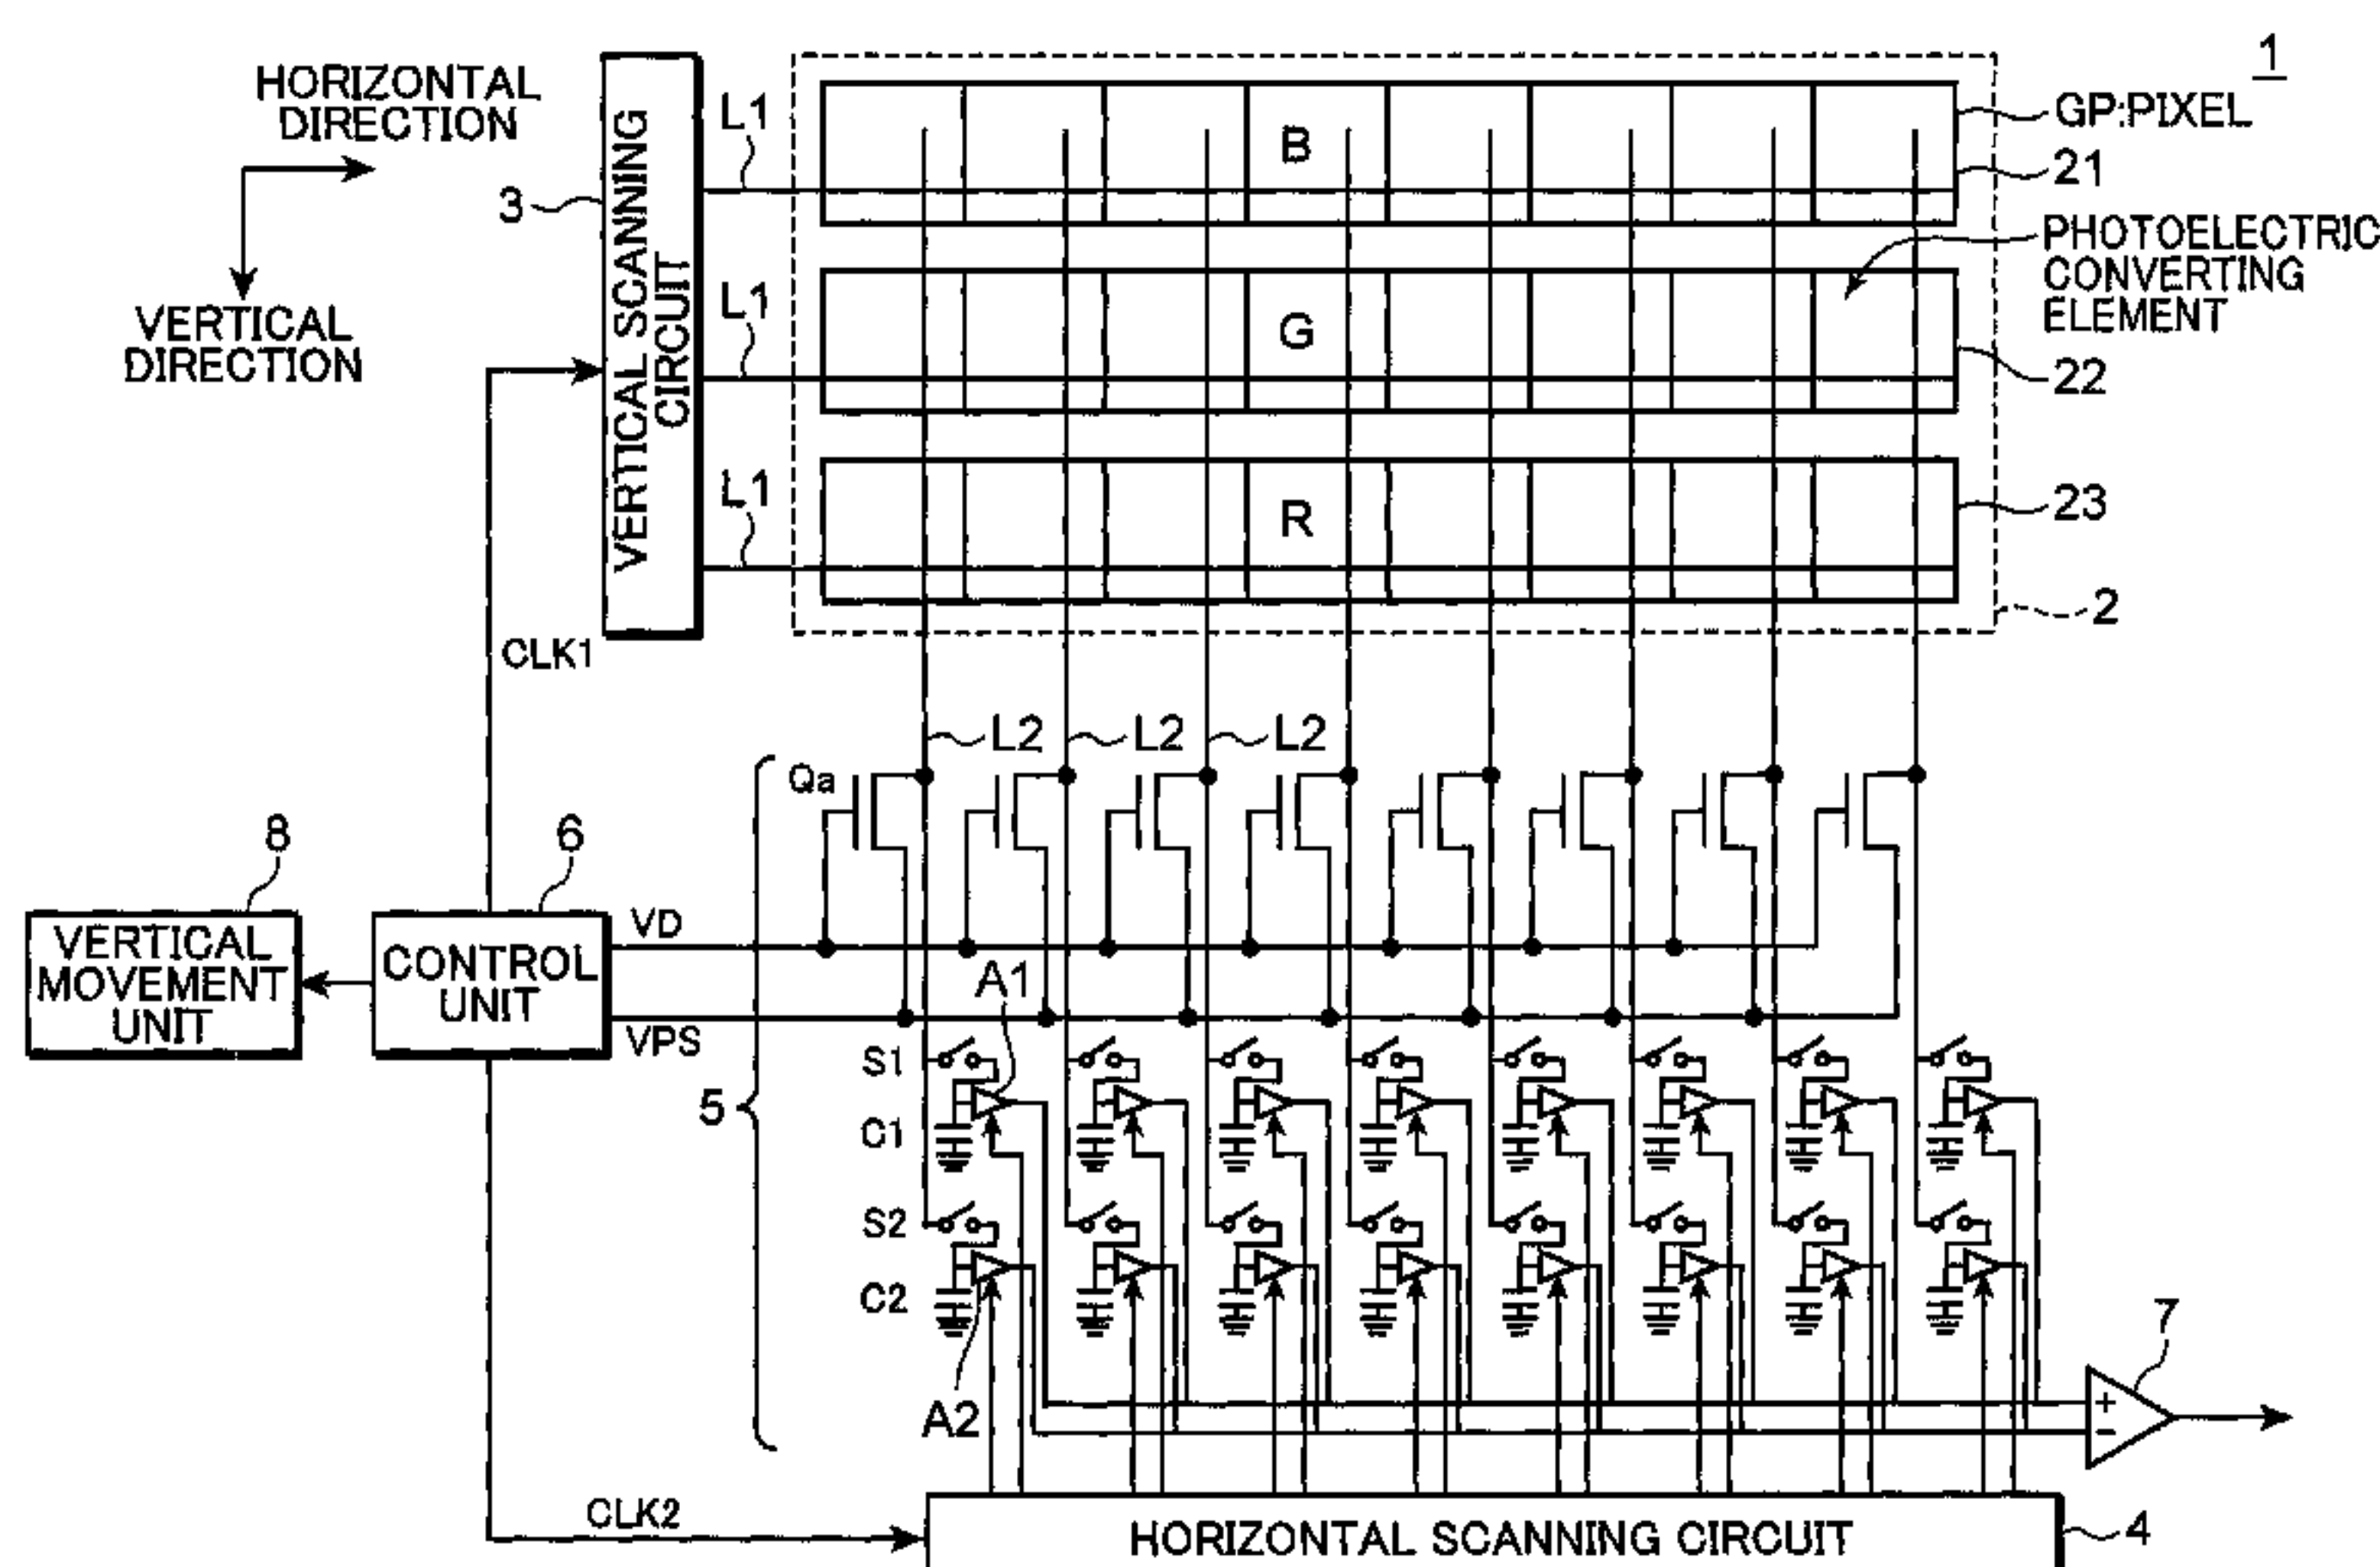 1
HORIZONTAL
DIRECTION
VERTICAL
DIRECTION
3
VERTICAL SCANNING
CIRCUIT
L1
L1
L1
B
G
R
GP:PIXEL
21
PHOTOELECTRIC
CONVERTING
ELEMENT
22
23
2
CLK1
L2
L2
L2
Qa
8
6
VERTICAL
MOVEMENT
UNIT
CONTROL
UNIT
VD
VPS
A1
5
S1
C1
S2
C2
A2
7
+
−
CLK2
HORIZONTAL SCANNING CIRCUIT
4